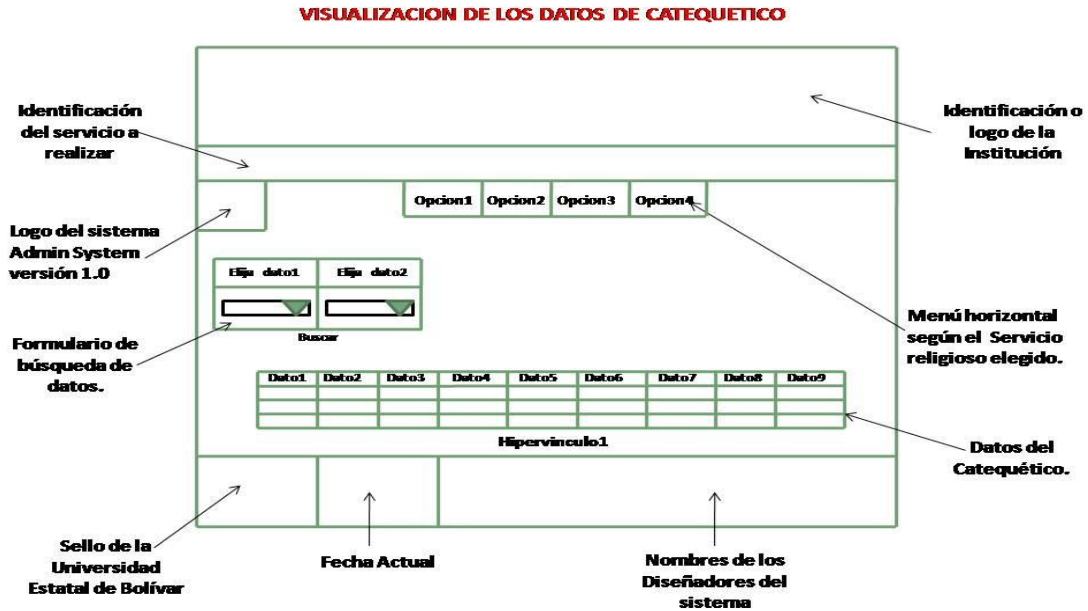 VISUALIZACION DE LOS DATOS DE CATEQUETICO
Identificación
del servicio a
realizar
Identificación o
logo de la
Institución
Opcion1 Opcion2 Opcion3 Opcion4
Logo del sistema
Admin System
versión 1.0
Elija dato1 Elija dato2
Buscar
Formulario de
búsqueda de
datos.
Menú horizontal
según el Servicio
religioso elegido.
Dato1 Dato2 Dato3 Dato4 Dato5 Dato6 Dato7 Dato8 Dato9
Hipervinculo1
Datos del
Catequético.
Sello de la
Universidad
Estatal de Bolívar
Fecha Actual
Nombres de los
Diseñadores del
sistema